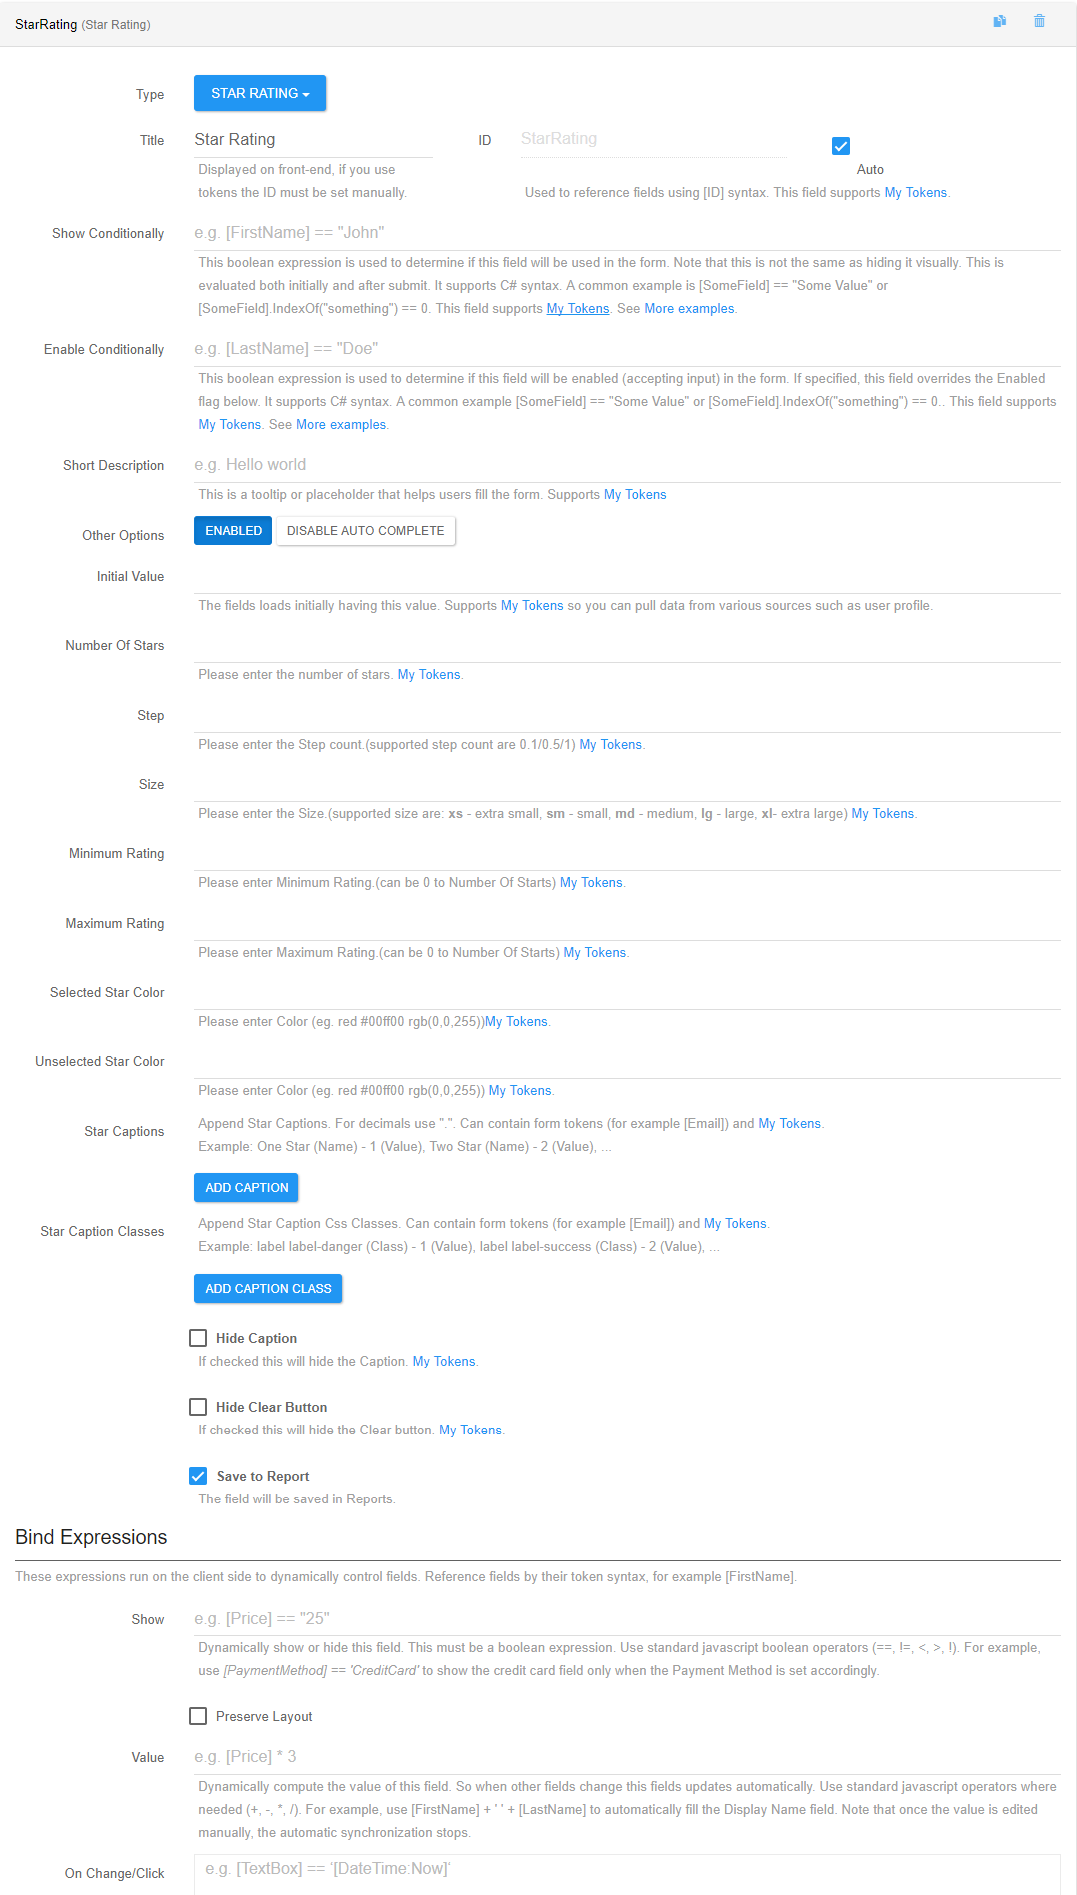 StarRating (Star Rating)
Type
STAR RATING
Title
Star Rating
ID
StarRating
Displayed on front-end, if you use
tokens the ID must be set manually.
Auto
Used to reference fields using [ID] syntax. This field supports My Tokens.
Show Conditionally
e.g. [FirstName] == "John"
This boolean expression is used to determine if this field will be used in the form. Note that this is not the same as hiding it visually. This is
evaluated both initially and after submit. It supports C# syntax. A common example is [SomeField] == "Some Value" or
[SomeField].IndexOf("something") == 0. This field supports My Tokens. See More examples.
Enable Conditionally
e.g. [LastName] == "Doe"
This boolean expression is used to determine if this field will be enabled (accepting input) in the form. If specified, this field overrides the Enabled
flag below. It supports C# syntax. A common example [SomeField] == "Some Value" or [SomeField].IndexOf("something") == 0.. This field supports
My Tokens. See More examples.
Short Description
e.g. Hello world
This is a tooltip or placeholder that helps users fill the form. Supports My Tokens
Other Options
ENABLED
DISABLE AUTO COMPLETE
Initial Value
The fields loads initially having this value. Supports My Tokens so you can pull data from various sources such as user profile.
Number Of Stars
Please enter the number of stars. My Tokens.
Step
Please enter the Step count.(supported step count are 0.1/0.5/1) My Tokens.
Size
Please enter the Size.(supported size are: xs - extra small, sm - small, md - medium, lg - large, xl- extra large) My Tokens.
Minimum Rating
Please enter Minimum Rating.(can be 0 to Number Of Starts) My Tokens.
Maximum Rating
Please enter Maximum Rating.(can be 0 to Number Of Starts) My Tokens.
Selected Star Color
Please enter Color (eg. red #00ff00 rgb(0,0,255))My Tokens.
Unselected Star Color
Please enter Color (eg. red #00ff00 rgb(0,0,255)) My Tokens.
Star Captions
Append Star Captions. For decimals use ".". Can contain form tokens (for example [Email]) and My Tokens.
Example: One Star (Name) - 1 (Value), Two Star (Name) - 2 (Value), ...
ADD CAPTION
Star Caption Classes
Append Star Caption Css Classes. Can contain form tokens (for example [Email]) and My Tokens.
Example: label label-danger (Class) - 1 (Value), label label-success (Class) - 2 (Value), ...
ADD CAPTION CLASS
Hide Caption
If checked this will hide the Caption. My Tokens.
Hide Clear Button
If checked this will hide the Clear button. My Tokens.
Save to Report
The field will be saved in Reports.
Bind Expressions
These expressions run on the client side to dynamically control fields. Reference fields by their token syntax, for example [FirstName].
Show
e.g. [Price] == "25"
Dynamically show or hide this field. This must be a boolean expression. Use standard javascript boolean operators (==, !=, <, >, !). For example,
use [PaymentMethod] == 'CreditCard' to show the credit card field only when the Payment Method is set accordingly.
Preserve Layout
Value
e.g. [Price] * 3
Dynamically compute the value of this field. So when other fields change this fields updates automatically. Use standard javascript operators where
needed (+, -, *, /). For example, use [FirstName] + ' ' + [LastName] to automatically fill the Display Name field. Note that once the value is edited
manually, the automatic synchronization stops.
On Change/Click
e.g. [TextBox] == '[DateTime:Now]'